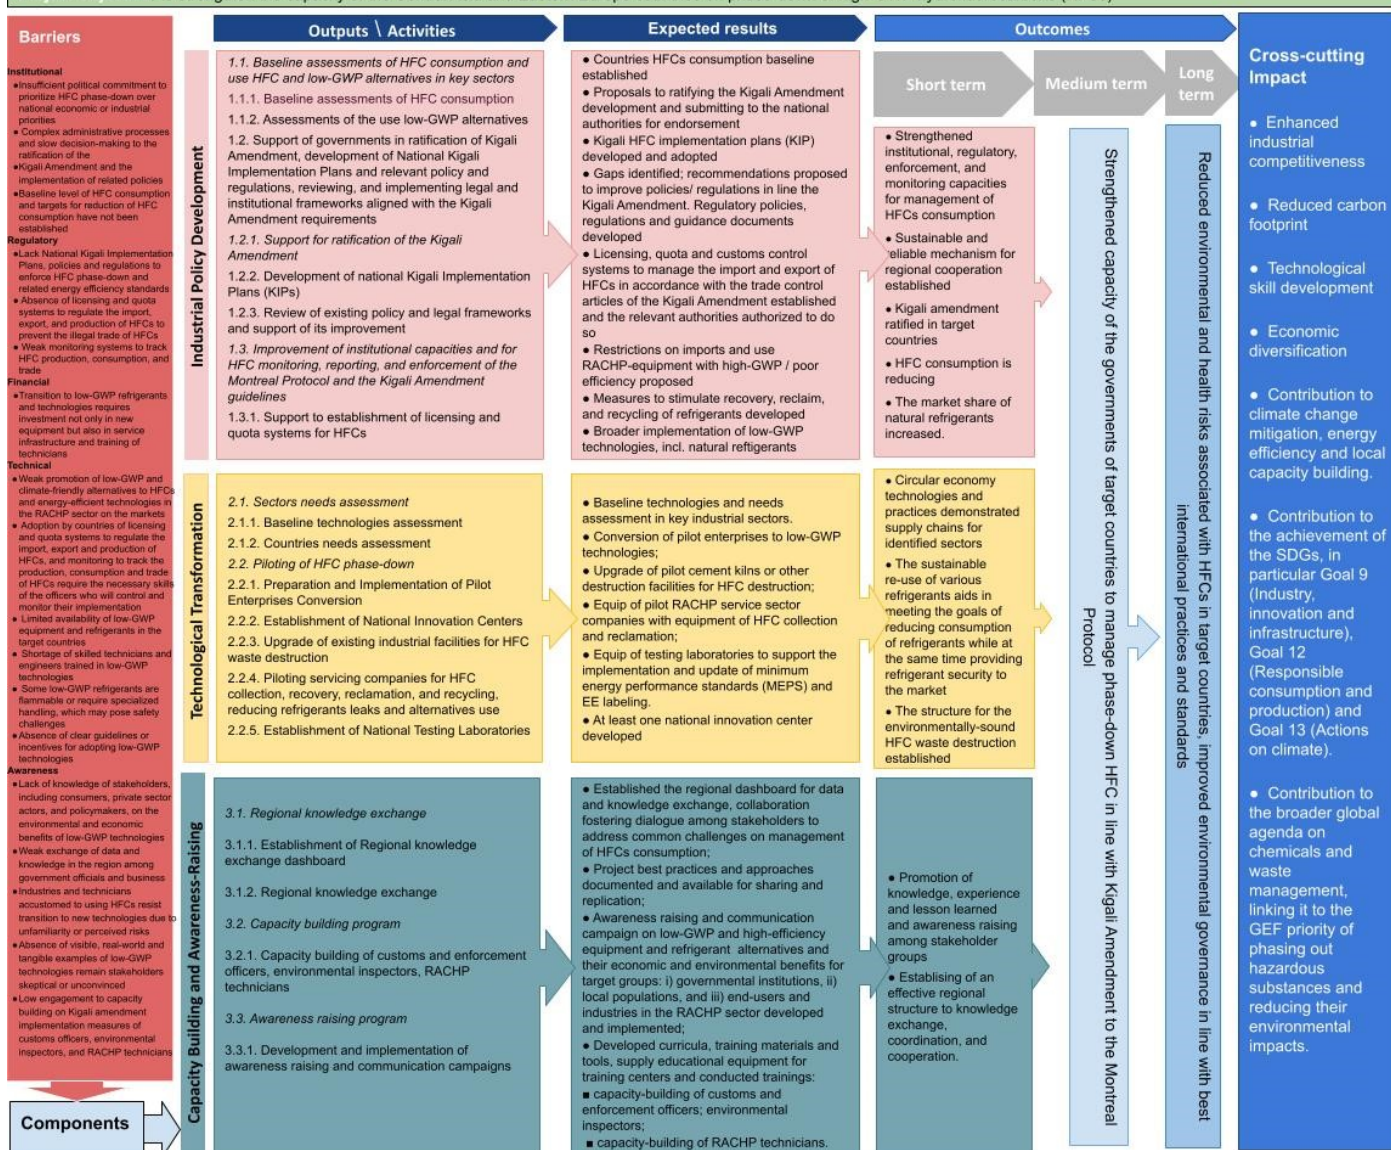 Barriers
Institutional
●Insufficient political commitment to
prioritize HFC phase-down over
national economic or industrial
priorities
● Complex administrative processes
and slow decision-making to the
ratification of the
●Kigali Amendment and the
implementation of related policies
●Baseline level of HFC consumption
and targets for reduction of HFC
consumption have not been
established
Regulatory
●Lack National Kigali Implementation
Plans, policies and regulations to
enforce HFC phase-down and
related energy efficiency standards
● Absence of licensing and quota
systems to regulate the import,
export, and production of HFCs to
prevent the illegal trade of HFCs
● Weak monitoring systems to track
HFC production, consumption, and
trade
Financial
●Transition to low-GWP refrigerants
and technologies requires
investment not only in new
equipment but also in service
infrastructure and training of
technicians
Technical
●Weak promotion of low-GWP and
climate-friendly alternatives to HFCs
and energy-efficient technologies in
the RACHP sector on the markets
● Adoption by countries of licensing
and quota systems to regulate the
import, export and production of
HFCs, and monitoring to track the
production, consumption and trade
of HFCs require the necessary skills
of the officers who will control and
monitor their implementation
● Limited availability of low-GWP
equipment and refrigerants in the
target countries
● Shortage of skilled technicians and
engineers trained in low-GWP
technologies
● Some low-GWP refrigerants are
flammable or require specialized
handling, which may pose safety
challenges
●Absence of clear guidelines or
incentives for adopting low-GWP
technologies
Awareness
●Lack of knowledge of stakeholders,
including consumers, private sector
actors, and policymakers, on the
environmental and economic
benefits of low-GWP technologies
●Weak exchange of data and
knowledge in the region among
government officials and business
●Industries and technicians
accustomed to using HFCs resist
transition to new technologies due to
unfamiliarity or perceived risks
●Absence of visible, real-world and
tangible examples of low-GWP
technologies remain stakeholders
skeptical or unconvinced
●Low engagement to capacity
building on Kigali amendment
implementation measures of
customs officers, environmental
inspectors, and RACHP technicians
Components
Outputs \ Activities
Expected results
Outcomes
Short term
Medium term
Long
term
Industrial Policy Development
1.1. Baseline assessments of HFC consumption and
use HFC and low-GWP alternatives in key sectors
1.1.1. Baseline assessments of HFC consumption
1.1.2. Assessments of the use low-GWP alternatives
1.2. Support of governments in ratification of Kigali
Amendment, development of National Kigali
Implementation Plans and relevant policy and
regulations, reviewing, and implementing legal and
institutional frameworks aligned with the Kigali
Amendment requirements
1.2.1. Support for ratification of the Kigali
Amendment
1.2.2. Development of national Kigali Implementation
Plans (KIPs)
1.2.3. Review of existing policy and legal frameworks
and support of its improvement
1.3. Improvement of institutional capacities and for
HFC monitoring, reporting, and enforcement of the
Montreal Protocol and the Kigali Amendment
guidelines
1.3.1. Support to establishment of licensing and
quota systems for HFCs
● Countries HFCs consumption baseline
established
● Proposals to ratifying the Kigali Amendment
development and submitting to the national
authorities for endorsement
● Kigali HFC implementation plans (KIP)
developed and adopted
● Gaps identified; recommendations proposed
to improve policies/ regulations in line the
Kigali Amendment. Regulatory policies,
regulations and guidance documents
developed
● Licensing, quota and customs control
systems to manage the import and export of
HFCs in accordance with the trade control
articles of the Kigali Amendment established
and the relevant authorities authorized to do
so
● Restrictions on imports and use
RACHP-equipment with high-GWP / poor
efficiency proposed
● Measures to stimulate recovery, reclaim,
and recycling of refrigerants developed
● Broader implementation of low-GWP
technologies, incl. natural reftigerants
● Strengthened
institutional, regulatory,
enforcement, and
monitoring capacities
for management of
HFCs consumption
● Sustainable and
reliable mechanism for
regional cooperation
established
● Kigali amendment
ratified in target
countries
● HFC consumption is
reducing
● The market share of
natural refrigerants
increased.
Technological Transformation
2.1. Sectors needs assessment
2.1.1. Baseline technologies assessment
2.1.2. Countries needs assessment
2.2. Piloting of HFC phase-down
2.2.1. Preparation and Implementation of Pilot
Enterprises Conversion
2.2.2. Establishment of National Innovation Centers
2.2.3. Upgrade of existing industrial facilities for HFC
waste destruction
2.2.4. Piloting servicing companies for HFC
collection, recovery, reclamation, and recycling,
reducing refrigerants leaks and alternatives use
2.2.5. Establishment of National Testing Laboratories
● Baseline technologies and needs
assessment in key industrial sectors.
● Conversion of pilot enterprises to low-GWP
technologies;
● Upgrade of pilot cement kilns or
other destruction facilities for HFC destruction;
● Equip of pilot RACHP service sector
companies with equipment of HFC collection
and reclamation;
● Equip of testing laboratories to support the
implementation and update of minimum
energy performance standards (MEPS) and
EE labeling.
● At least one national innovation center
developed
● Circular economy
technologies and
practices demonstrated
supply chains for
identified sectors
● The sustainable
re-use of various
refrigerants aids in
meeting the goals of
reducing consumption
of refrigerants while at
the same time providing
refrigerant security to
the market
● The structure for the
environmentally-sound
HFC waste destruction
established
Capacity Building and Awareness-Raising
3.1. Regional knowledge exchange
3.1.1. Establishment of Regional knowledge
exchange dashboard
3.1.2. Regional knowledge exchange
3.2. Capacity building program
3.2.1. Capacity building of customs and enforcement
officers, environmental inspectors, RACHP
technicians
3.3. Awareness raising program
3.3.1. Development and implementation of
awareness raising and communication campaigns
● Established the regional dashboard for data
and knowledge exchange, collaboration
fostering dialogue among stakeholders to
address common challenges on management
of HFCs consumption;
● Project best practices and approaches
documented and available for sharing and
replication;
● Awareness raising and communication
campaign on low-GWP and high-efficiency
equipment and refrigerant alternatives and
their economic and environmental benefits for
target groups: i) governmental institutions, ii)
local populations, and iii) end-users and
industries in the RACHP sector developed
and implemented;
● Developed curricula, training materials and
tools, supply educational equipment for
training centers and conducted trainings:
■ capacity-building of customs and
enforcement officers; environmental
inspectors;
■ capacity-building of RACHP technicians.
● Promotion of
knowledge, experience
and lesson learned
and awareness raising
among stakeholder
groups
● Establising of an
effective regional
structure to knowledge
exchange,
coordination, and
cooperation.
Strengthened capacity of the governments of target countries to manage phase-down HFC in line with Kigali Amendment to the Montreal
Protocol
Reduced environmental and health risks associated with HFCs in target countries, improved environmental governance in line with best
international practices and standards
Cross-cutting
Impact
● Enhanced
industrial
competitiveness
● Reduced carbon
footprint
● Technological
skill development
● Economic
diversification
● Contribution to
climate change
mitigation, energy
efficiency and local
capacity building.
● Contribution to
the achievement of
the SDGs, in
particular Goal 9
(Industry,
innovation and
infrastructure),
Goal 12
(Responsible
consumption and
production) and
Goal 13 (Actions
on climate).
● Contribution to
the broader global
agenda on
chemicals and
waste
management,
linking it to the
GEF priority of
phasing out
hazardous
substances and
reducing their
environmental
impacts.